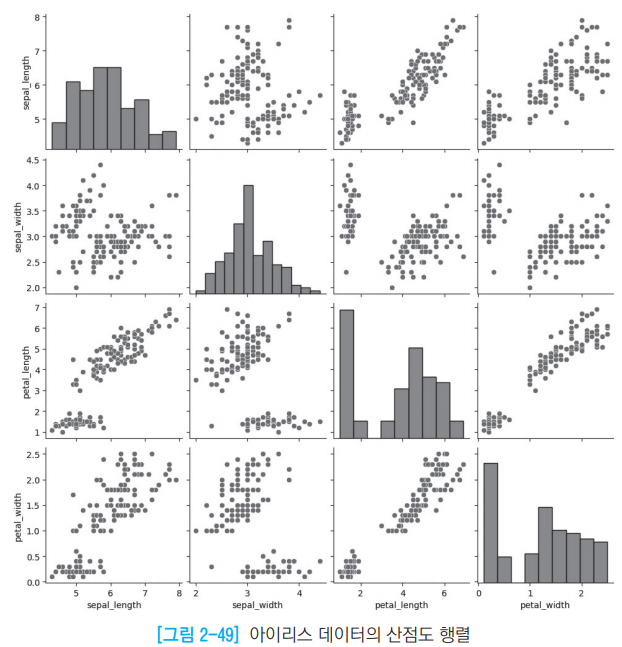 8
7
6
5
sepal_length
4.5
4.0
3.5
3.0
2.5
2.0
sepal_width
7
6
5
4
3
2
1
petal_length
2.5
2.0
1.5
1.0
0.5
0.0
petal_width
5 6 7 8
sepal_length
2 3 4
sepal_width
2 4 6
petal_length
0 1 2
petal_width
[그림 2-49] 아이리스 데이터의 산점도 행렬